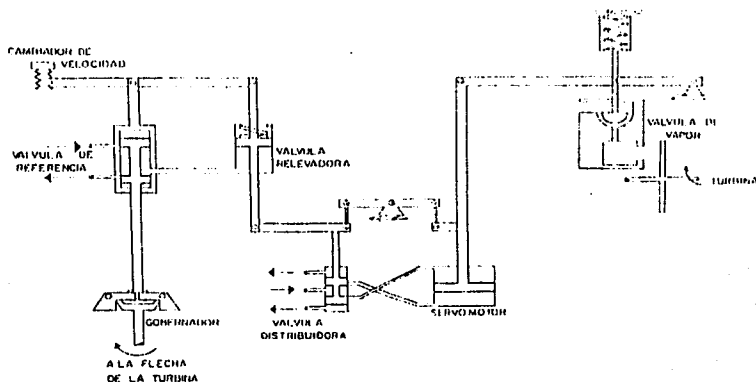 CAMBIADOR DE
VELOCIDAD
VALVULA DE
REFERENCIA
VALVULA
RELEVADORA
VALVULA DE
VAPOR
TURBINA
GOBERNADOR
VALVULA
DISTRIBUIDORA
SERVOMOTOR
A LA FLECHA
DE LA TURBINA